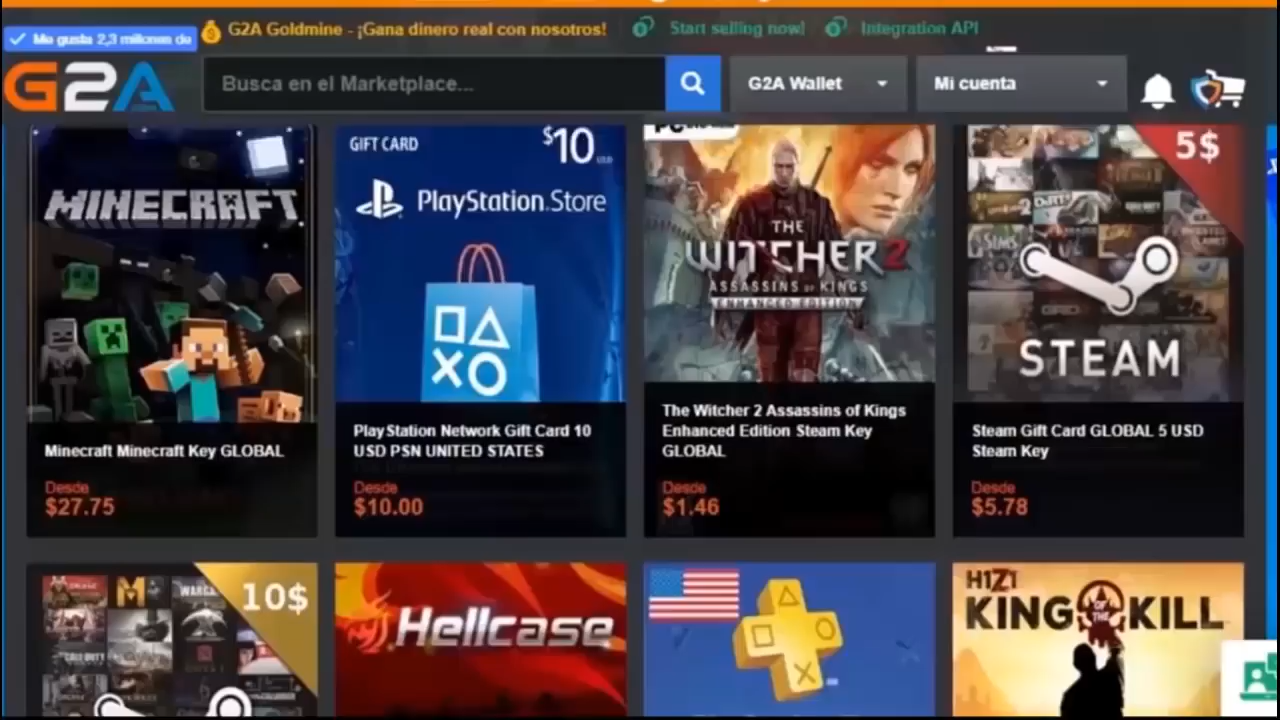 Me gusta 2,3 millones de
G2A Goldmine - ¡Gana dinero real con nosotros!
Start selling now!
Integration API
G2A
Busca en el Marketplace...
G2A Wallet
Mi cuenta
MINECRAFT
Minecraft Minecraft Key GLOBAL
Desde
$27.75
GIFT CARD
$10 USD
PlayStation.Store
PlayStation Network Gift Card 10
USD PSN UNITED STATES
Desde
$10.00
PC
THE
WITCHER 2
ASSASSINS OF KINGS
ENHANCED EDITION
The Witcher 2 Assassins of Kings
Enhanced Edition Steam Key
GLOBAL
Desde
$1.46
5$
STEAM
Steam Gift Card GLOBAL 5 USD
Steam Key
Desde
$5.78
10$
Hellcase
H1Z1
KING OF THE KILL